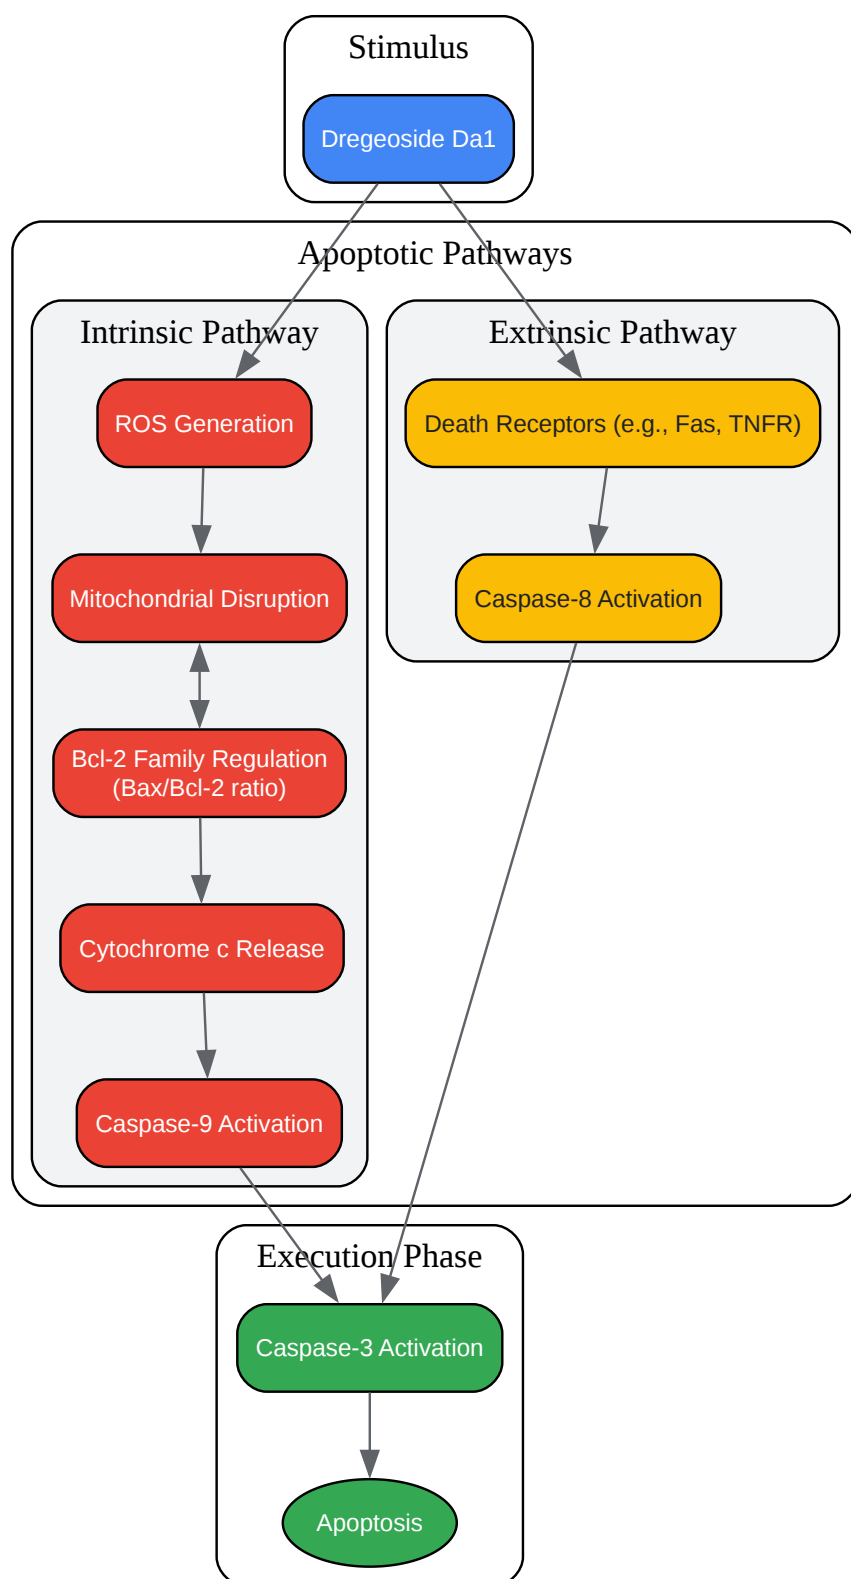 Stimulus
Dregeoside Da1
Apoptotic Pathways
Intrinsic Pathway
ROS Generation
Mitochondrial Disruption
Bcl-2 Family Regulation
(Bax/Bcl-2 ratio)
Cytochrome c Release
Caspase-9 Activation
Extrinsic Pathway
Death Receptors (e.g., Fas, TNFR)
Caspase-8 Activation
Execution Phase
Caspase-3 Activation
Apoptosis